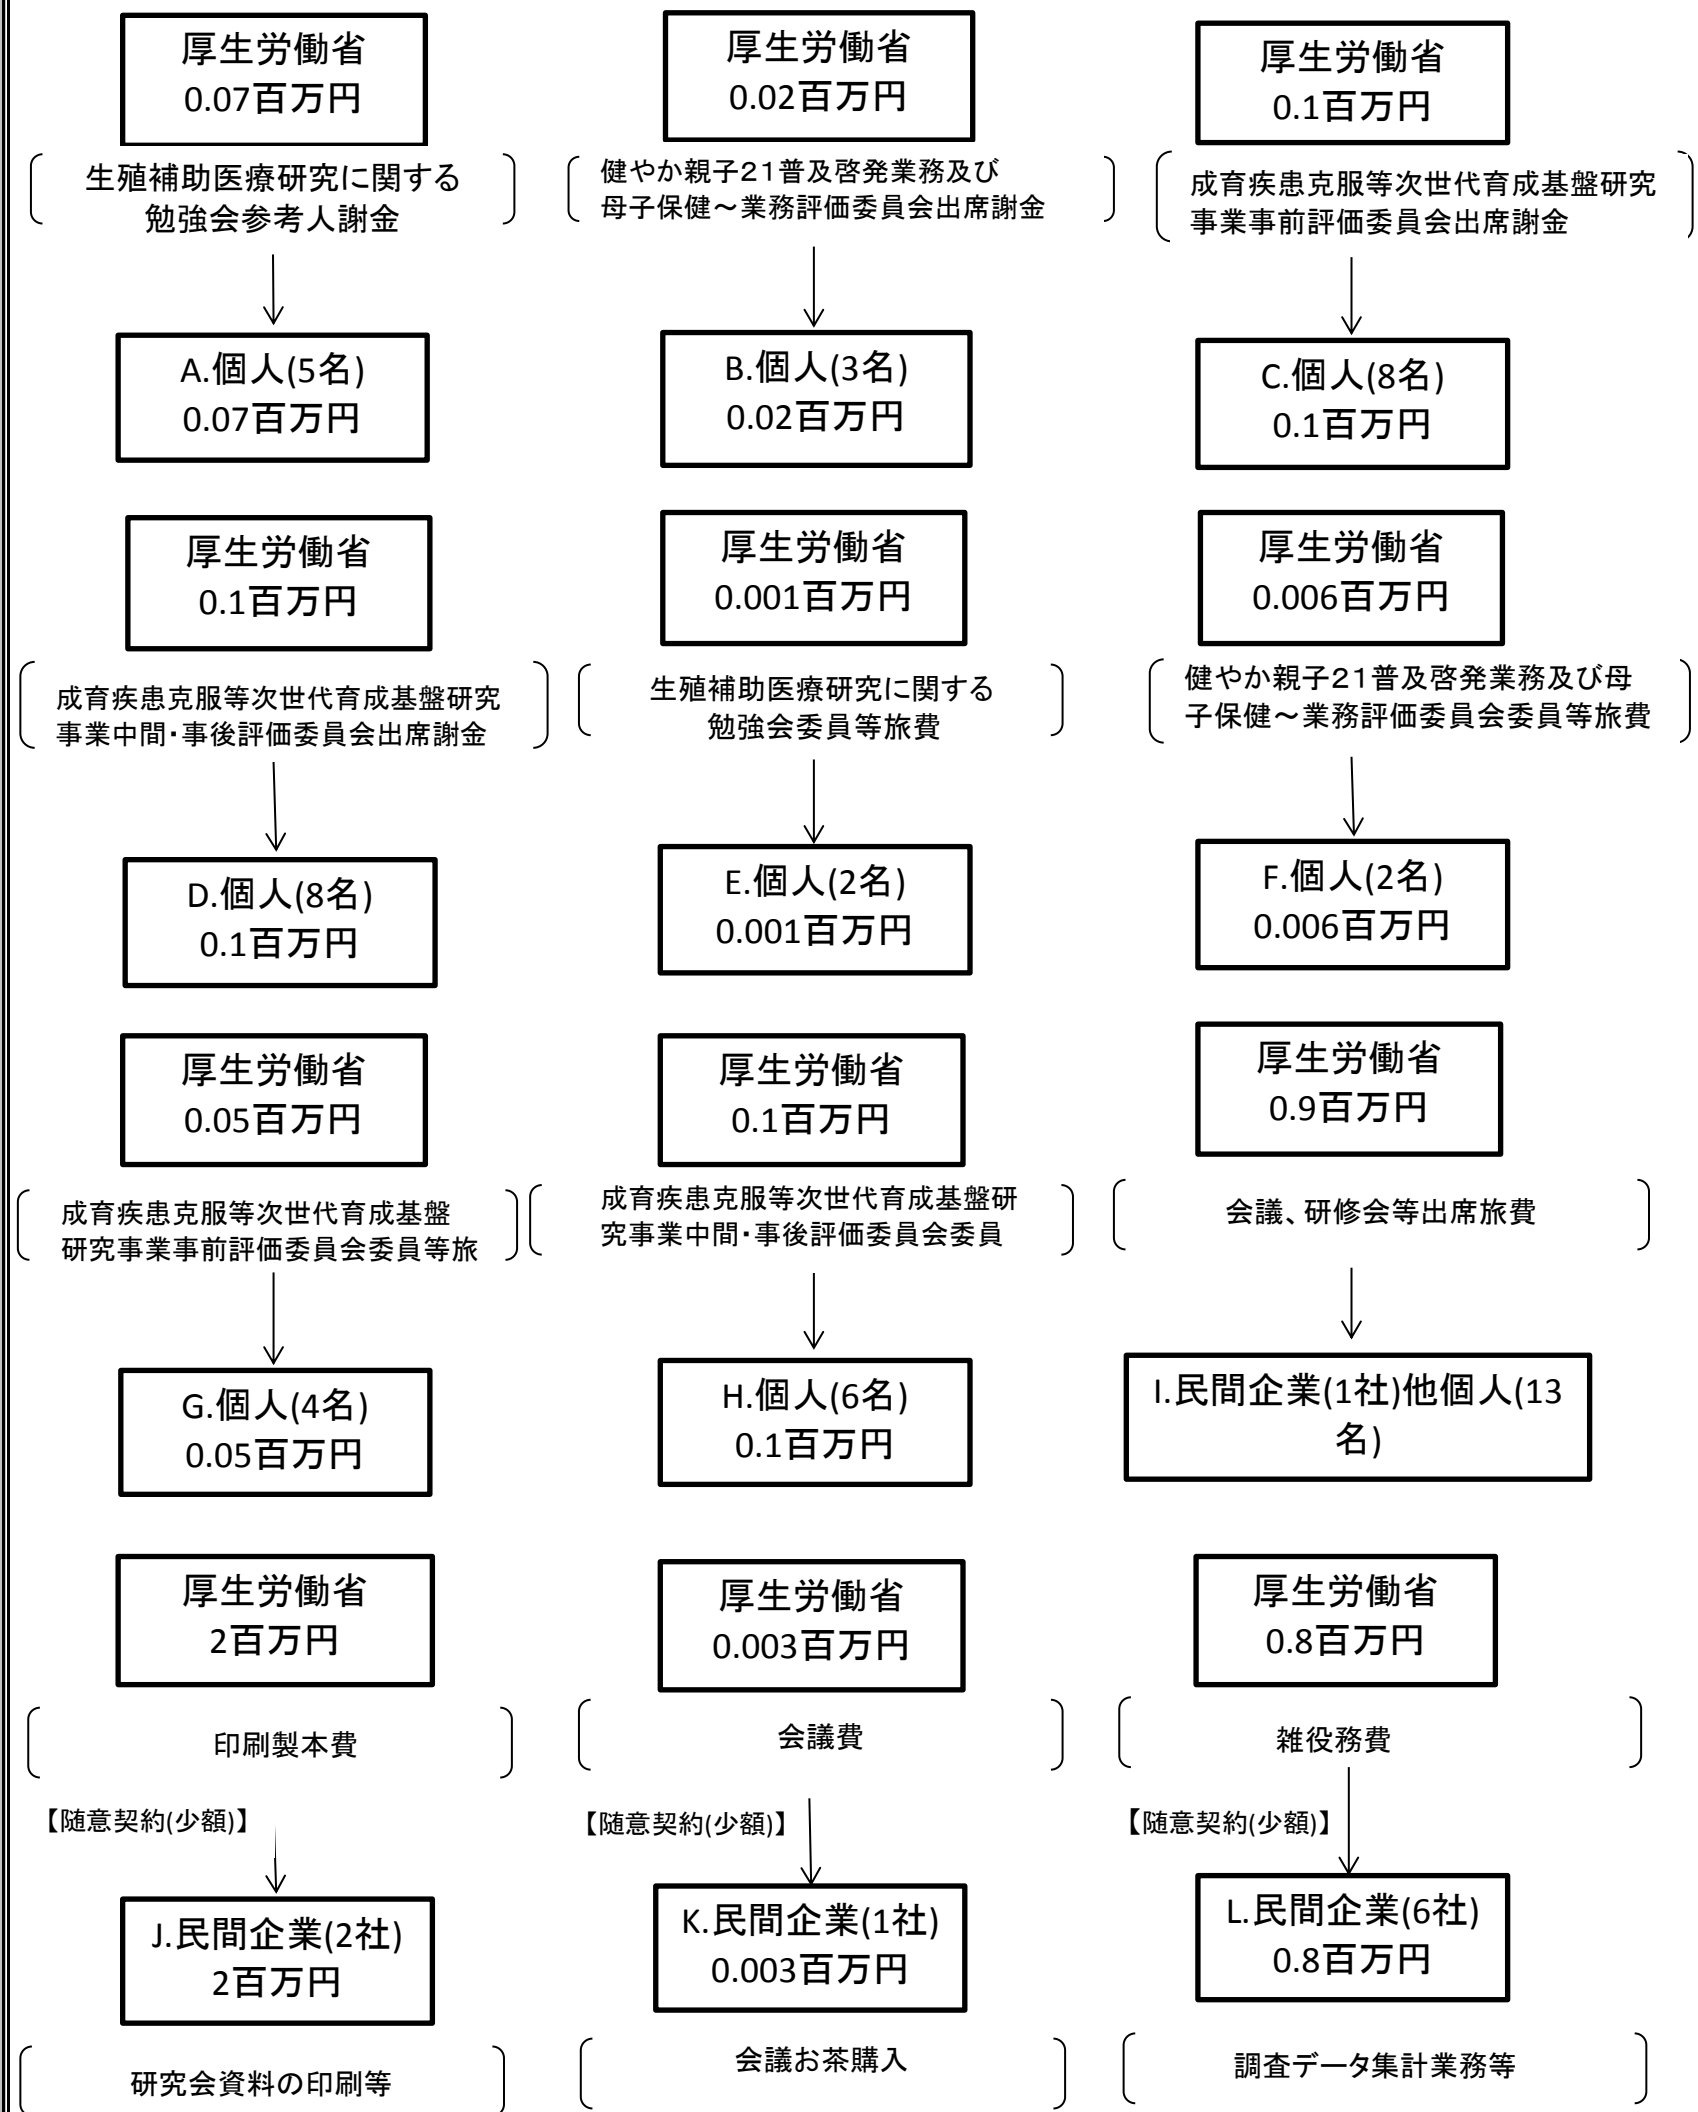 厚生労働省
0.07百万円
生殖補助医療研究に関する
勉強会参考人謝金
A.個人(5名)
0.07百万円
厚生労働省
0.02百万円
健やか親子２１普及啓発業務及び
母子保健～業務評価委員会出席謝金
B.個人(3名)
0.02百万円
厚生労働省
0.1百万円
成育疾患克服等次世代育成基盤研究
事業事前評価委員会出席謝金
C.個人(8名)
0.1百万円
厚生労働省
0.1百万円
成育疾患克服等次世代育成基盤研究
事業中間・事後評価委員会出席謝金
D.個人(8名)
0.1百万円
厚生労働省
0.001百万円
生殖補助医療研究に関する
勉強会委員等旅費
E.個人(2名)
0.001百万円
厚生労働省
0.006百万円
健やか親子２１普及啓発業務及び母
子保健～業務評価委員会委員等旅費
F.個人(2名)
0.006百万円
厚生労働省
0.05百万円
成育疾患克服等次世代育成基盤
研究事業事前評価委員会委員等旅
G.個人(4名)
0.05百万円
厚生労働省
0.1百万円
成育疾患克服等次世代育成基盤研
究事業中間・事後評価委員会委員
H.個人(6名)
0.1百万円
厚生労働省
0.9百万円
会議、研修会等出席旅費
I.民間企業(1社)他個人(13
名)
厚生労働省
2百万円
印刷製本費
【随意契約(少額)】
J.民間企業(2社)
2百万円
研究会資料の印刷等
厚生労働省
0.003百万円
会議費
【随意契約(少額)】
K.民間企業(1社)
0.003百万円
会議お茶購入
厚生労働省
0.8百万円
雑役務費
【随意契約(少額)】
L.民間企業(6社)
0.8百万円
調査データ集計業務等